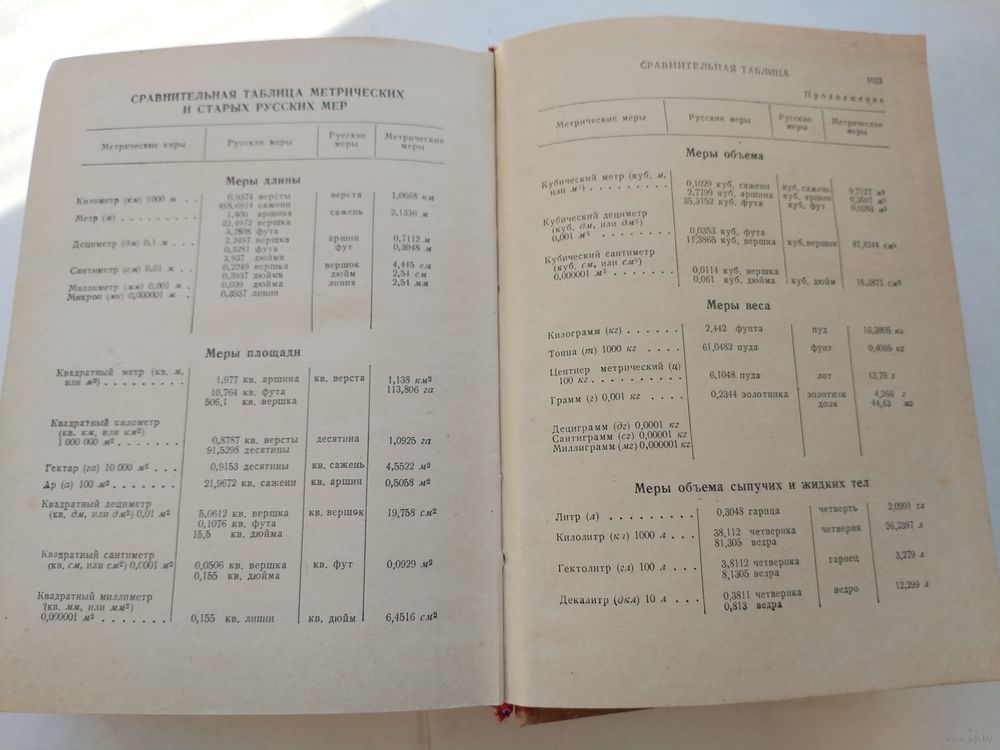 СРАВНИТЕЛЬНАЯ ТАБЛИЦА МЕТРИЧЕСКИХ
И СТАРЫХ РУССКИХ МЕР
Метрические меры Русские меры Русские меры Метрические меры
Меры длины
Километр (км) 1000 м . . 0,9374 версты верста 1,0668 км
468,6914 сажени
Метр (м) . . . . . . . . 1,406 аршина сажень 2,1336 м
22,4972 вершка
3,2808 фута
Дециметр (дм) 0,1 м . . . 2,2497 вершка аршин 0,7112 м
0,3281 фута фут 0,3048 м
3,937 дюйма
Сантиметр (см) 0,01 м . . 0,2249 вершка вершок 4,445 см
0,3937 дюйма дюйм 2,54 см
Миллиметр (мм) 0,001 м . 0,039 дюйма линия 2,54 мм
Микрон (мк) 0,000001 м . 0,3937 линии
Меры площади
Квадратный метр (кв. м,
или м²) . . . . . . . . . 1,977 кв. аршина кв. верста 1,138 км²
10,764 кв. фута 113,806 га
506,1 кв. вершка
Квадратный километр
(кв. км, или км²)
1 000 000 м² . . . . . . . 0,8787 кв. версты десятина 1,0925 га
91,5298 десятины
Гектар (га) 10 000 м² . . . 0,9153 десятины кв. сажень 4,5522 м²
Ар (а) 100 м² . . . . . . . 21,9672 кв. сажени кв. аршин 0,5058 м²
Квадратный дециметр
(кв. дм, или дм²) 0,01 м² 5,0612 кв. вершка кв. вершок 19,758 см²
0,1076 кв. фута
15,5 кв. дюйма
Квадратный сантиметр
(кв. см, или см²) 0,0001 м² 0,0506 кв. вершка кв. фут 0,0929 м²
0,155 кв. дюйма
Квадратный миллиметр
(кв. мм, или мм²)
0,000001 м² . . . . . . . 0,155 кв. линии кв. дюйм 6,4516 см²
СРАВНИТЕЛЬНАЯ ТАБЛИЦА 1023
Продолжение
Метрические меры Русские меры Русские меры Метрические меры
Меры объема
Кубический метр (куб. м,
или м³) . . . . . . . . . 0,1029 куб. сажени куб. сажень 9,7127 м³
2,7799 куб. аршина куб. аршин 0,3597 м³
35,3152 куб. фута куб. фут 0,0283 м³
Кубический дециметр
(куб. дм, или дм³)
0,001 м³ . . . . . . . . . 0,0353 куб. фута
11,3865 куб. вершка куб. вершок 87,8244 см³
Кубический сантиметр
(куб. см, или см³)
0,000001 м³ . . . . . . . 0,0114 куб. вершка
0,061 куб. дюйма куб. дюйм 16,3871 см³
Меры веса
Килограмм (кг) . . . . . . 2,442 фунта пуд 16,3805 кг
Тонна (т) 1000 кг . . . . 61,0482 пуда фунт 0,4095 кг
Центнер метрический (ц)
100 кг . . . . . . . . . . 6,1048 пуда лот 12,79 г
Грамм (г) 0,001 кг . . . . 0,2344 золотника золотник 4,266 г
доля 44,43 мг
Дециграмм (дг) 0,0001 кг
Сантиграмм (сг) 0,00001 кг
Миллиграмм (мг) 0,000001 кг
Меры объема сыпучих и жидких тел
Литр (л) . . . . . . . . . 0,3048 гарнца четверть 2,0991 гл
Килолитр (кл) 1000 л . . . 38,112 четверика четверик 26,2387 л
81,305 ведра
Гектолитр (гл) 100 л . . . 3,8112 четверика гарнец 3,279 л
8,1305 ведра
Декалитр (дкл) 10 л . . . 0,3811 четверика ведро 12,299 л
0,813 ведра
www.ay.by